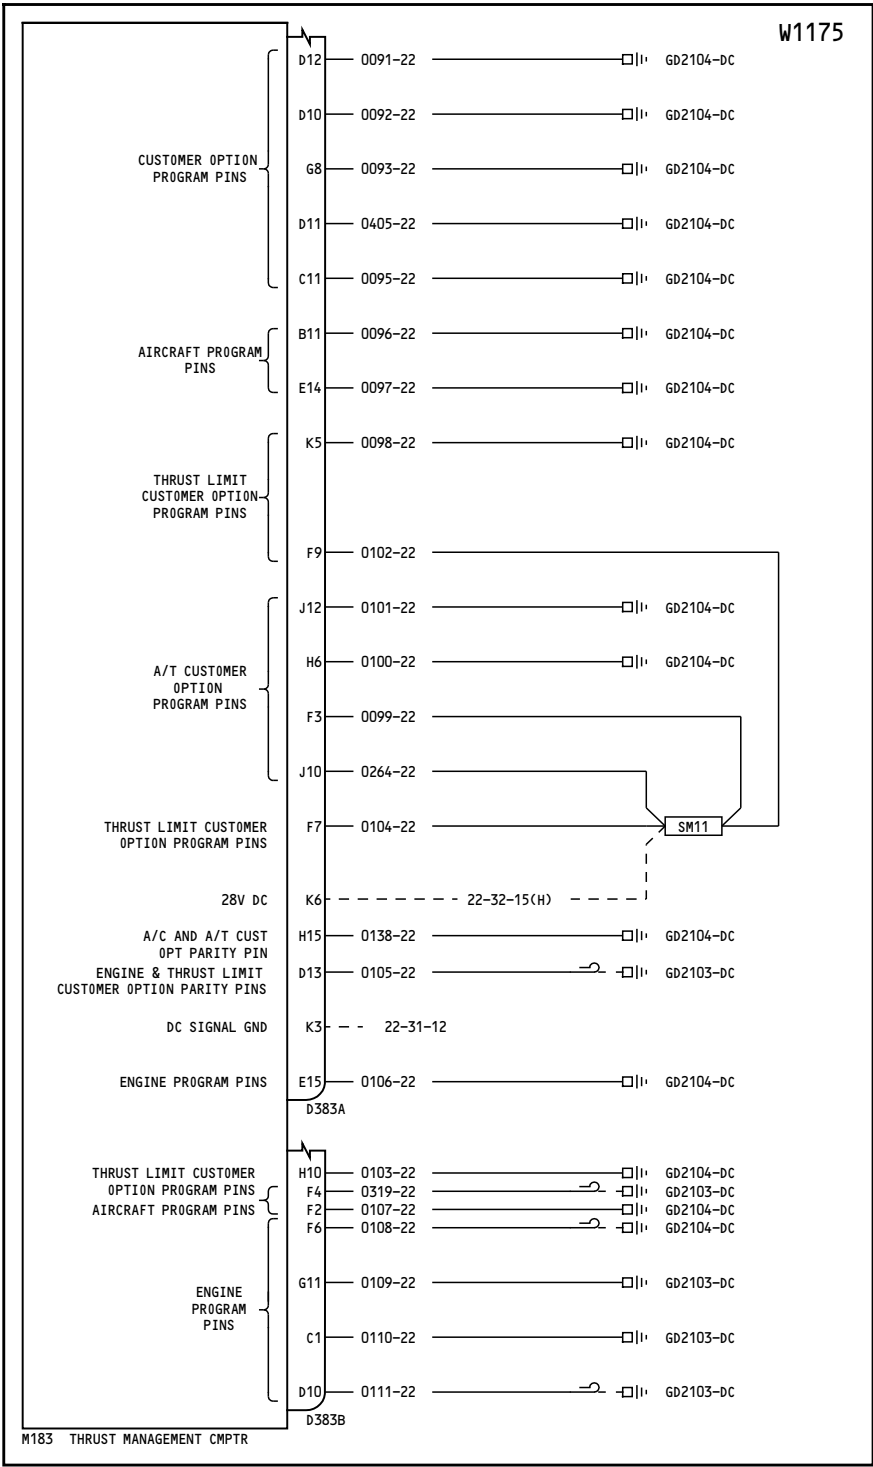 W1175
D12 0091-22 GD2104-DC
D10 0092-22 GD2104-DC
CUSTOMER OPTION
PROGRAM PINS
G8 0093-22 GD2104-DC
D11 0405-22 GD2104-DC
C11 0095-22 GD2104-DC
B11 0096-22 GD2104-DC
AIRCRAFT PROGRAM
PINS
E14 0097-22 GD2104-DC
K5 0098-22 GD2104-DC
THRUST LIMIT
CUSTOMER OPTION
PROGRAM PINS
F9 0102-22
J12 0101-22 GD2104-DC
H6 0100-22 GD2104-DC
A/T CUSTOMER
OPTION
PROGRAM PINS
F3 0099-22
J10 0264-22
THRUST LIMIT CUSTOMER F7 0104-22 SM11
OPTION PROGRAM PINS
28V DC K6 22-32-15(H)
A/C AND A/T CUST H15 0138-22 GD2104-DC
OPT PARITY PIN
ENGINE & THRUST LIMIT D13 0105-22 GD2103-DC
CUSTOMER OPTION PARITY PINS
DC SIGNAL GND K3 22-31-12
ENGINE PROGRAM PINS E15 0106-22 GD2104-DC
D383A
THRUST LIMIT CUSTOMER H10 0103-22 GD2104-DC
OPTION PROGRAM PINS F4 0319-22 GD2103-DC
AIRCRAFT PROGRAM PINS F2 0107-22 GD2104-DC
F6 0108-22 GD2104-DC
G11 0109-22 GD2103-DC
ENGINE
PROGRAM
PINS
C1 0110-22 GD2103-DC
D10 0111-22 GD2103-DC
D383B
M183 THRUST MANAGEMENT CMPTR